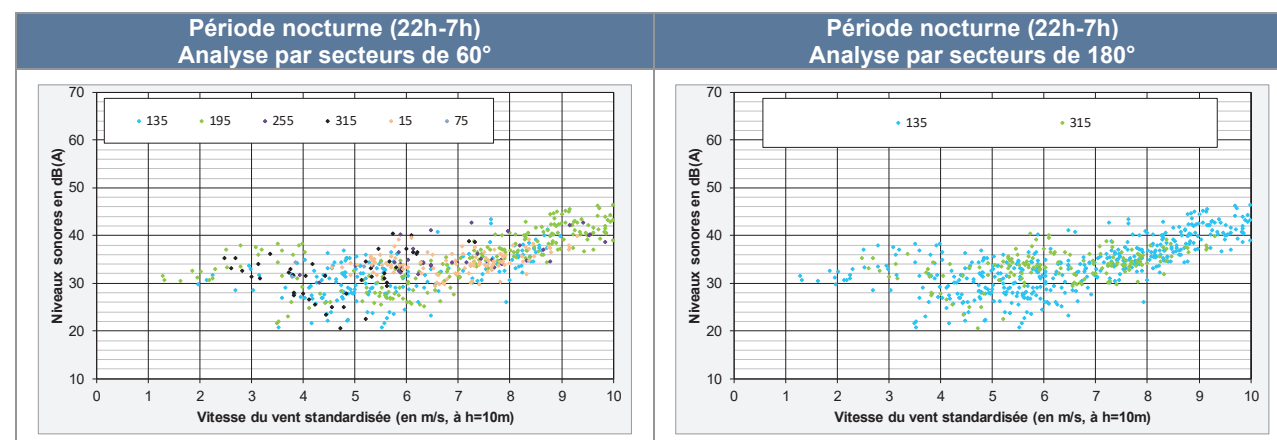 Période nocturne (22h-7h)
Analyse par secteurs de 60°
Période nocturne (22h-7h)
Analyse par secteurs de 180°
70
60
50
40
30
20
10
Niveaux sonores en dB(A)
135 195 255 315 15 75
0 1 2 3 4 5 6 7 8 9 10
Vitesse du vent standardisée (en m/s, à h=10m)
70
60
50
40
30
20
10
Niveaux sonores en dB(A)
135 315
0 1 2 3 4 5 6 7 8 9 10
Vitesse du vent standardisée (en m/s, à h=10m)